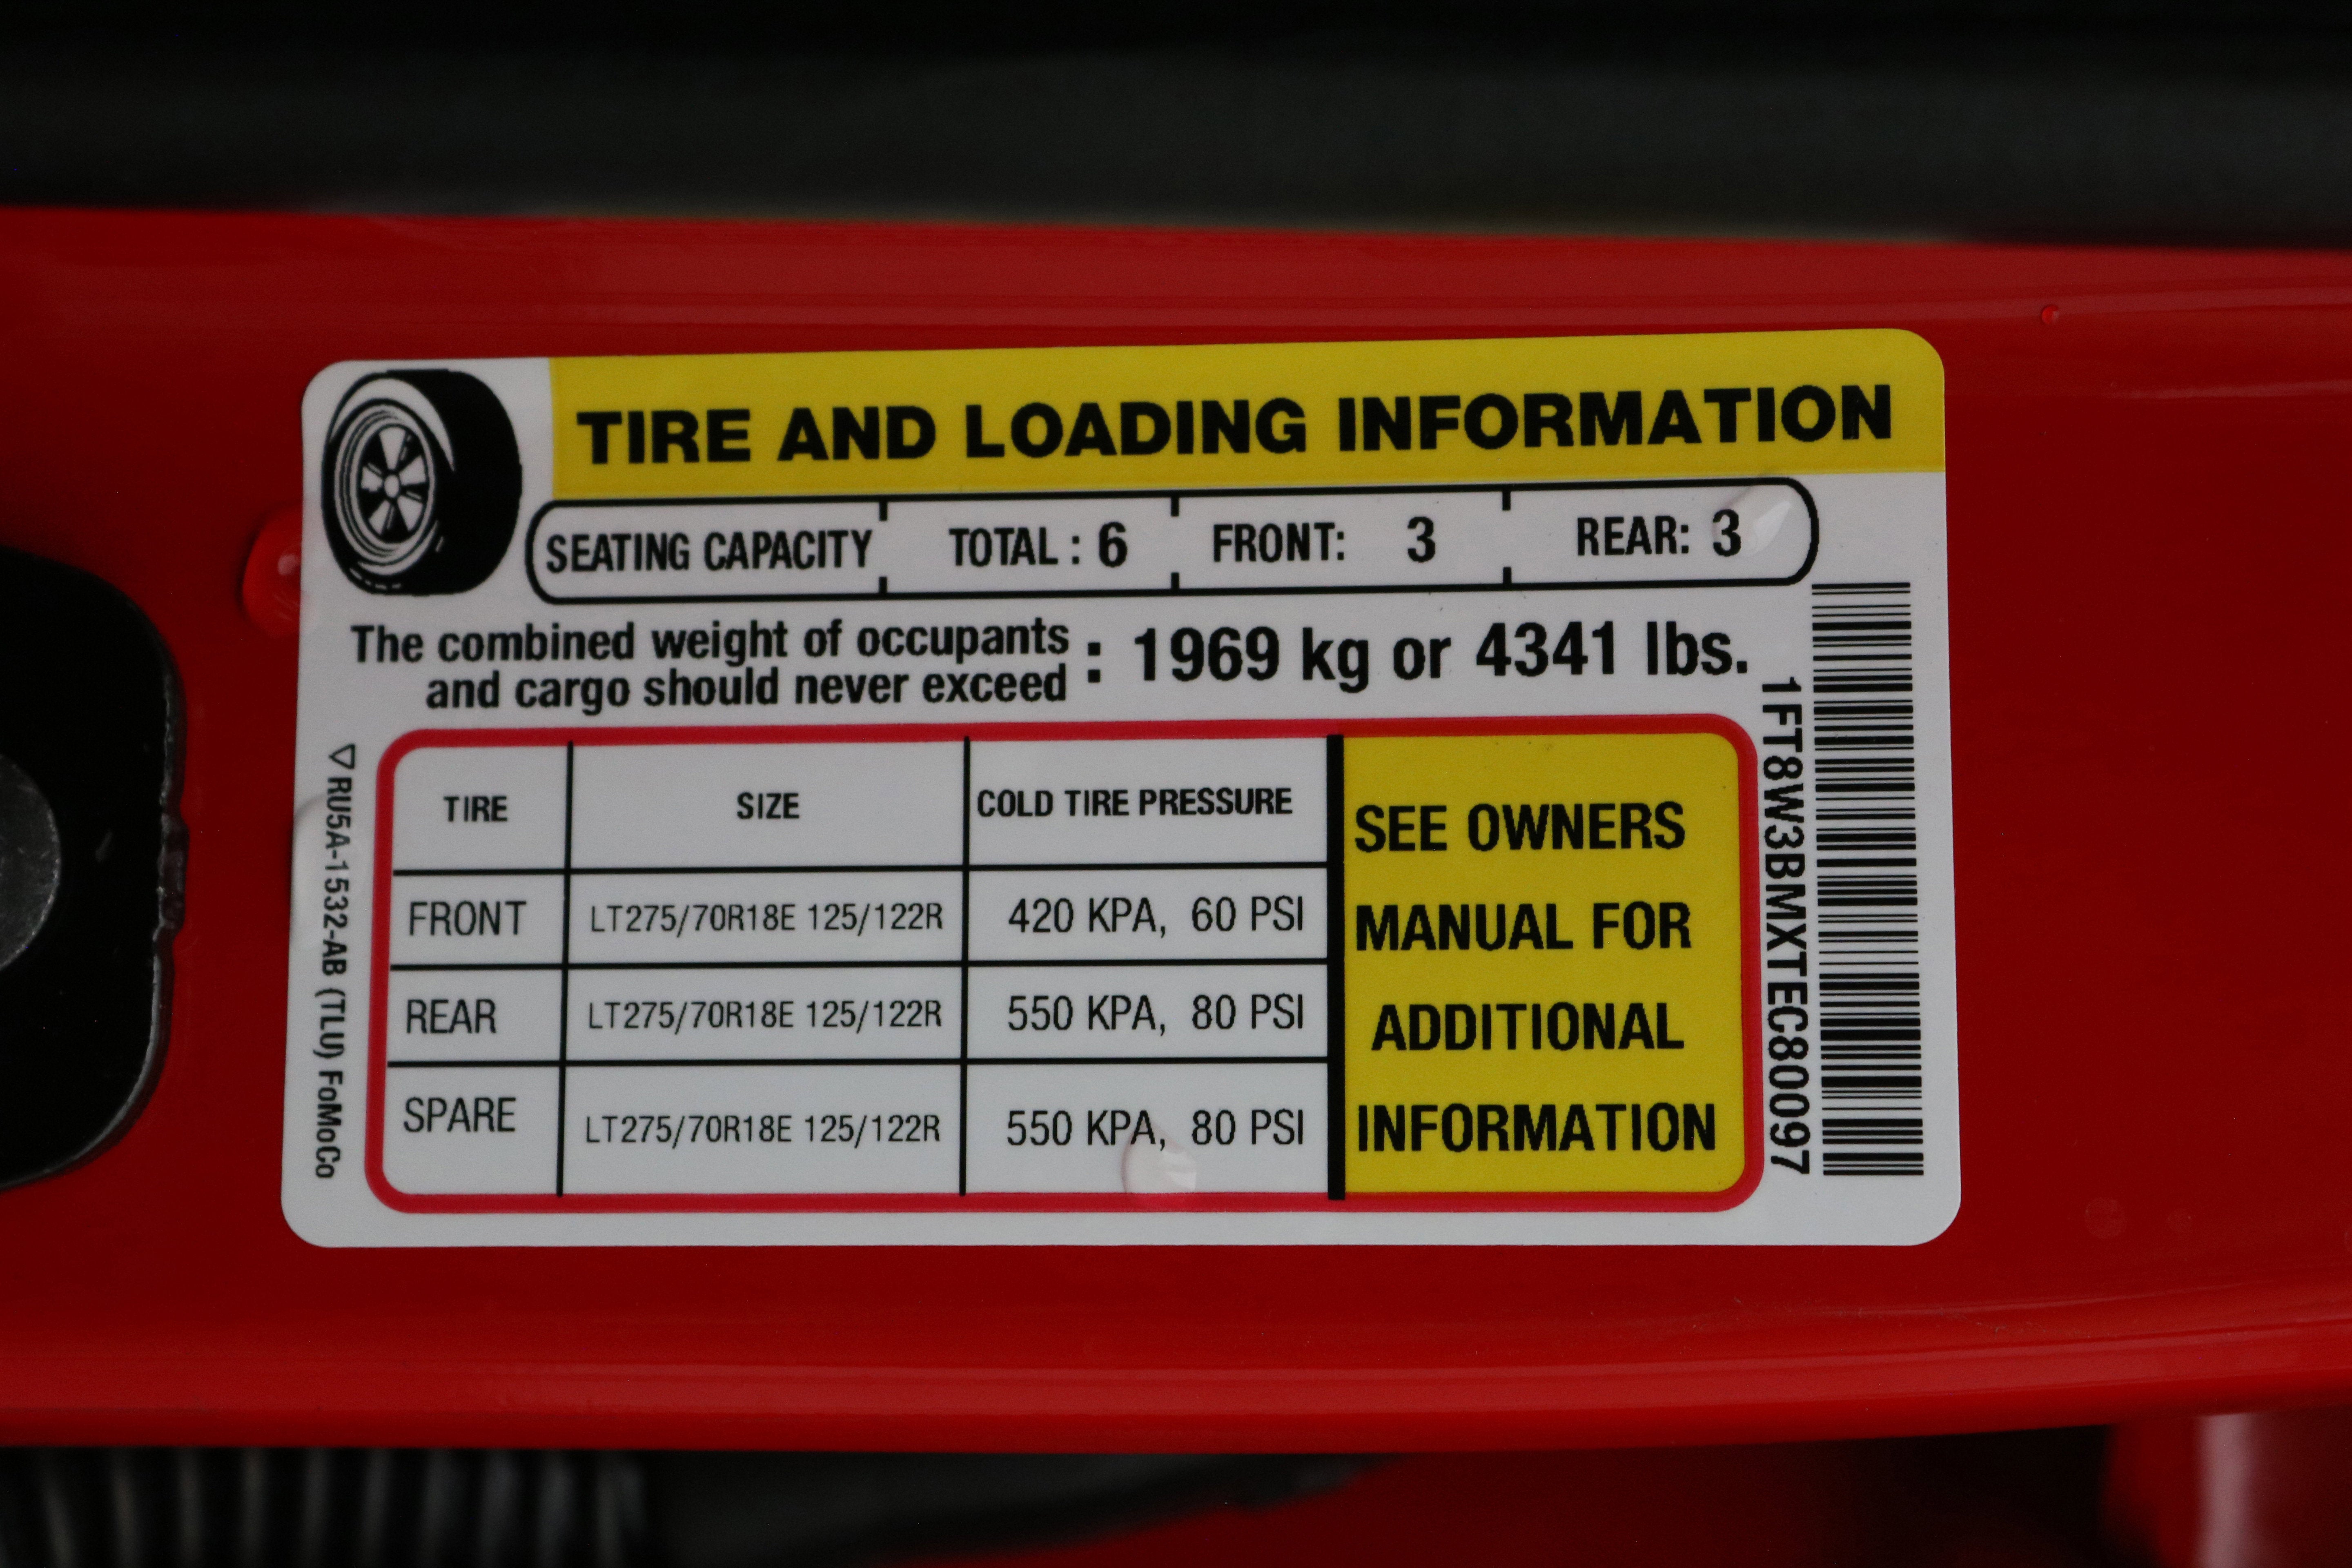 TIRE AND LOADING INFORMATION
SEATING CAPACITY TOTAL : 6 FRONT: 3 REAR: 3
The combined weight of occupants
and cargo should never exceed : 1969 kg or 4341 lbs.
TIRE SIZE COLD TIRE PRESSURE
FRONT LT275/70R18E 125/122R 420 KPA, 60 PSI
REAR LT275/70R18E 125/122R 550 KPA, 80 PSI
SPARE LT275/70R18E 125/122R 550 KPA, 80 PSI
SEE OWNERS
MANUAL FOR
ADDITIONAL
INFORMATION
1FT8W3BMXTEC80097
RU5A-1532-AB (TLU) FoMoCo